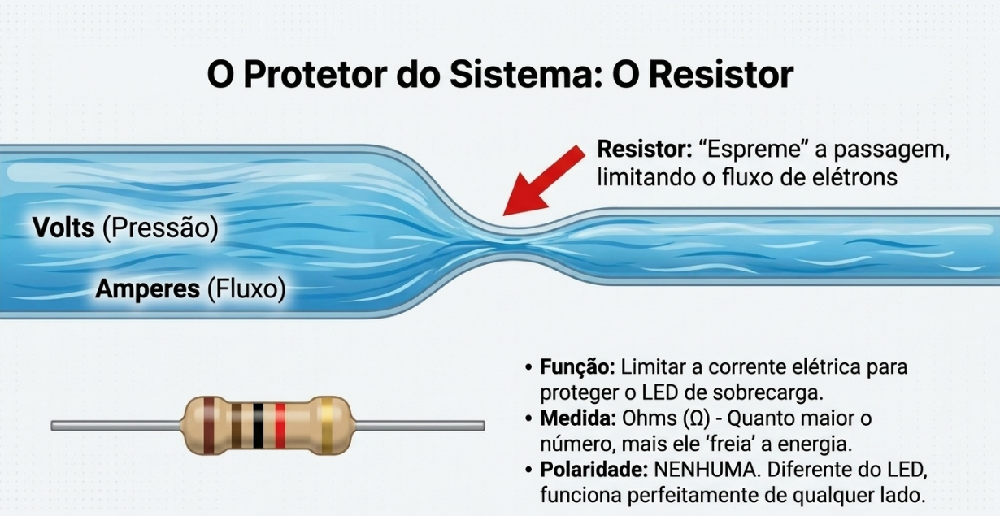 O Protetor do Sistema: O Resistor
Resistor: “Espreme” a passagem,
limitando o fluxo de elétrons
Volts (Pressão)
Amperes (Fluxo)
• Função: Limitar a corrente elétrica para
proteger o LED de sobrecarga.
• Medida: Ohms (Ω) - Quanto maior o
número, mais ele ‘freia’ a energia.
• Polaridade: NENHUMA. Diferente do LED,
funciona perfeitamente de qualquer lado.